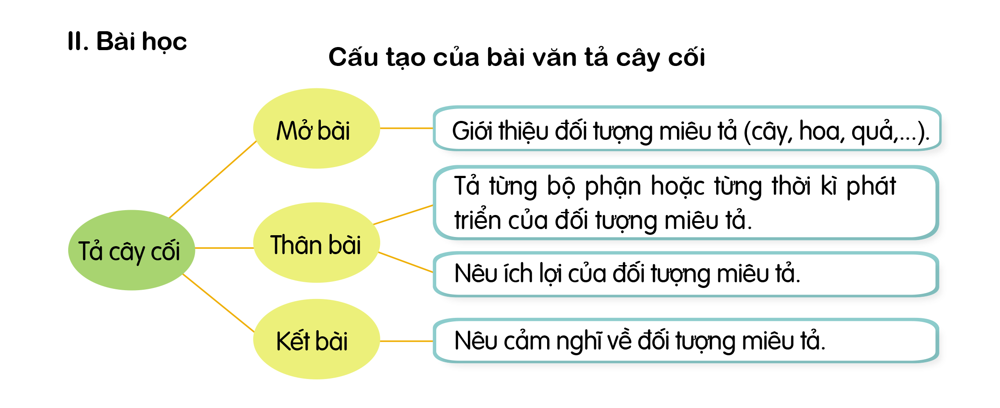 II. Bài học
Cấu tạo của bài văn tả cây cối
Tả cây cối
Mở bài
Giới thiệu đối tượng miêu tả (cây, hoa, quả,...).
Thân bài
Tả từng bộ phận hoặc từng thời kì phát
triển của đối tượng miêu tả.
Nêu ích lợi của đối tượng miêu tả.
Kết bài
Nêu cảm nghĩ về đối tượng miêu tả.